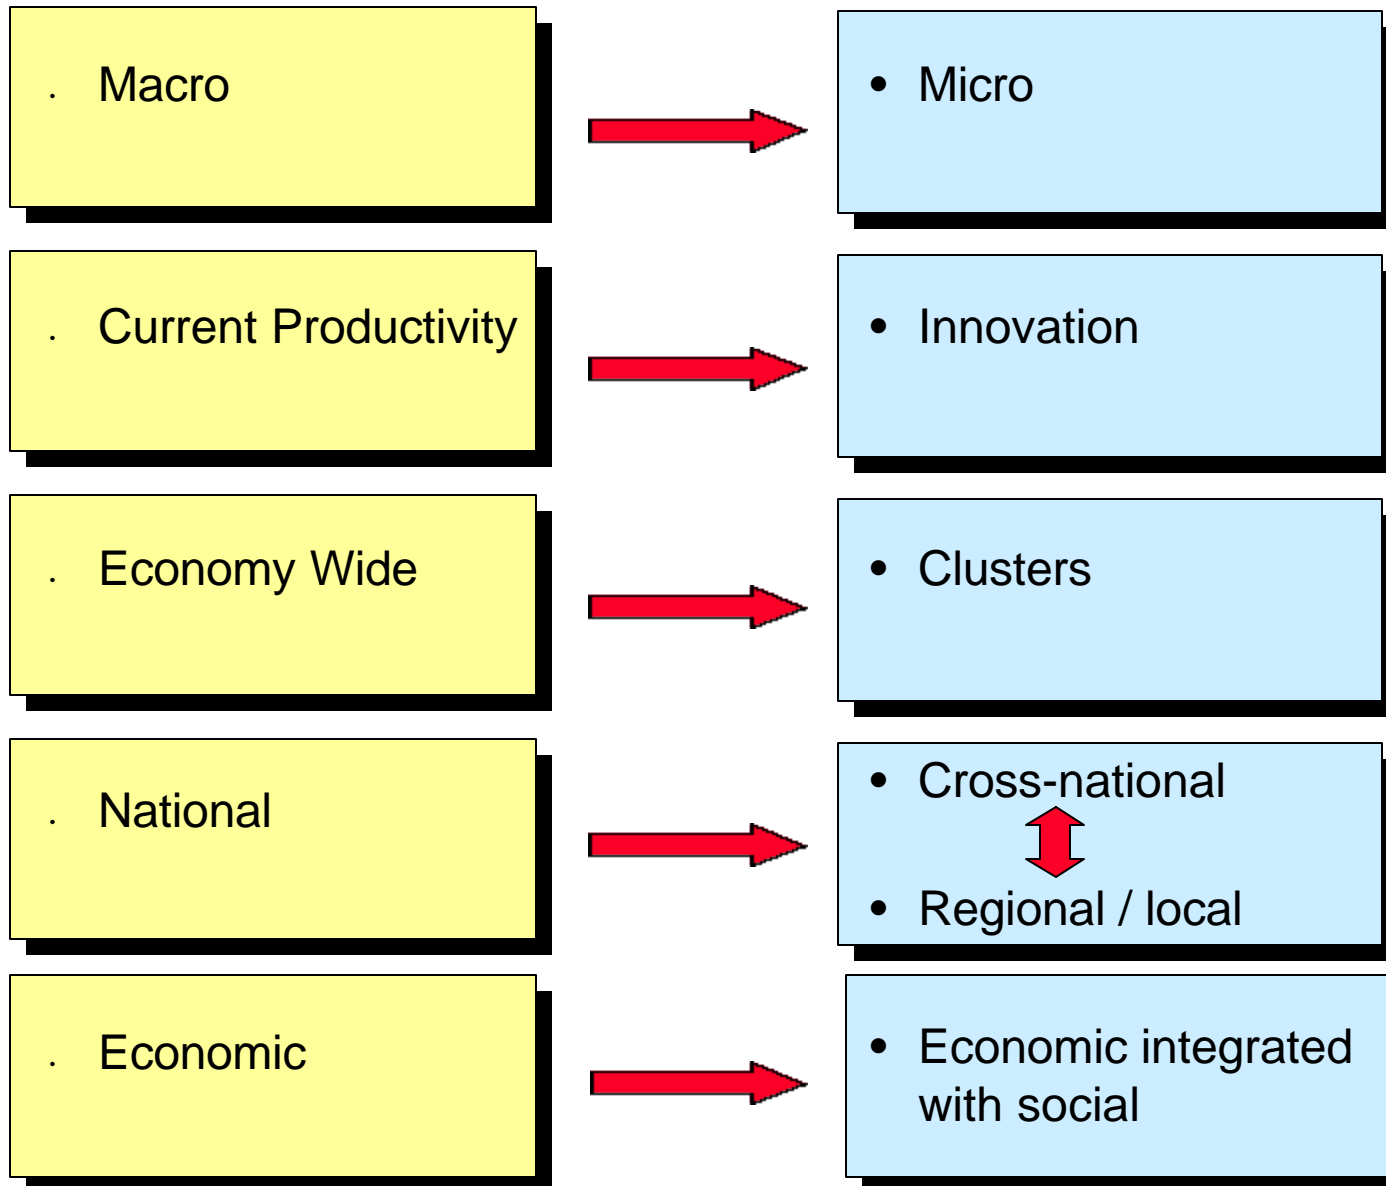 . Macro
• Micro
. Current Productivity
• Innovation
. Economy Wide
• Clusters
. National
• Cross-national
• Regional / local
. Economic
• Economic integrated
with social